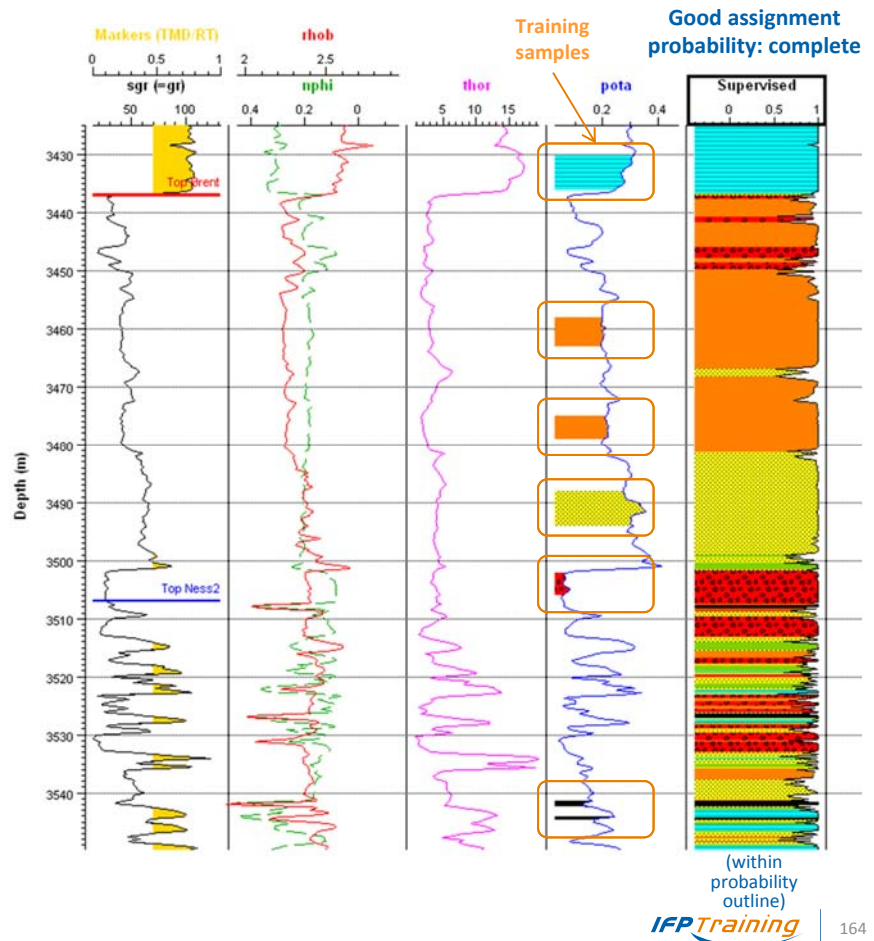 Good assignment
probability: complete
Training
samples
Markers (TMD/RT)
0 0.5 1
sgr (=gr)
50 100
rhob
2 2.5
nphi
0.4 0.2 0
thor
5 10 15
pota
0.2 0.4
Supervised
0 0.5 1
Depth (m)
3430
Top Brent
3440
3450
3460
3470
3480
3490
3500
Top Ness2
3510
3520
3530
3540
(within
probability
outline)
IFPTraining 164